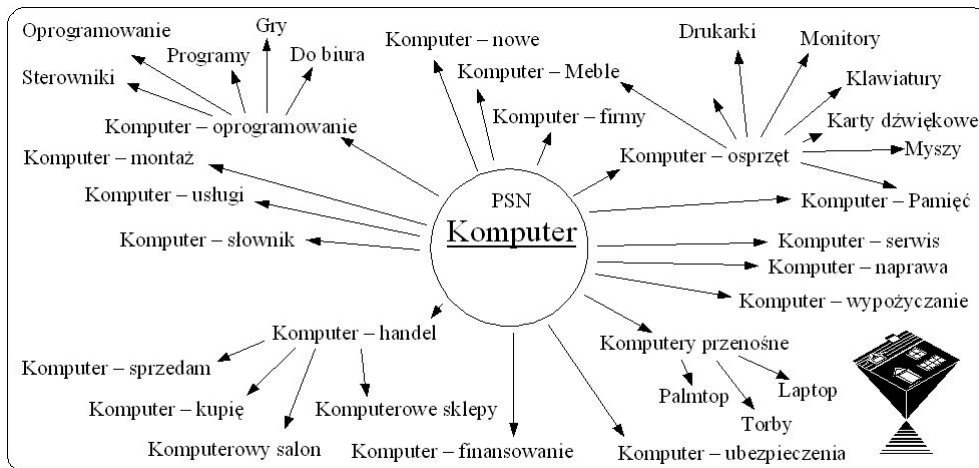 Oprogramowanie
Gry
Programy
Do biura
Sterowniki
Komputer – oprogramowanie
Komputer – montaż
Komputer – usługi
Komputer – słownik
Komputer – nowe
Komputer – Meble
Komputer – firmy
Drukarki
Monitory
Klawiatury
Karty dźwiękowe
Myszy
Komputer – osprzęt
Komputer – Pamięć
PSN
Komputer
Komputer – serwis
Komputer – naprawa
Komputer – wypożyczanie
Komputer – handel
Komputer – sprzedam
Komputer – kupię
Komputerowy salon
Komputerowe sklepy
Komputer – finansowanie
Komputery przenośne
Palmtop
Torby
Laptop
Komputer – ubezpieczenia